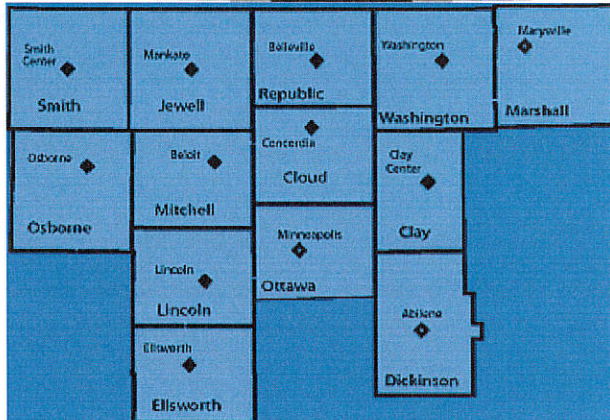 Smith
Center
Smith
Mankato
Jewell
Belleville
Republic
Washington
Washington
Marysville
Marshall
Osborne
Osborne
Beloit
Mitchell
Concordia
Cloud
Clay
Center
Clay
Lincoln
Lincoln
Minneapolis
Ottawa
Abilene
Dickinson
Ellsworth
Ellsworth